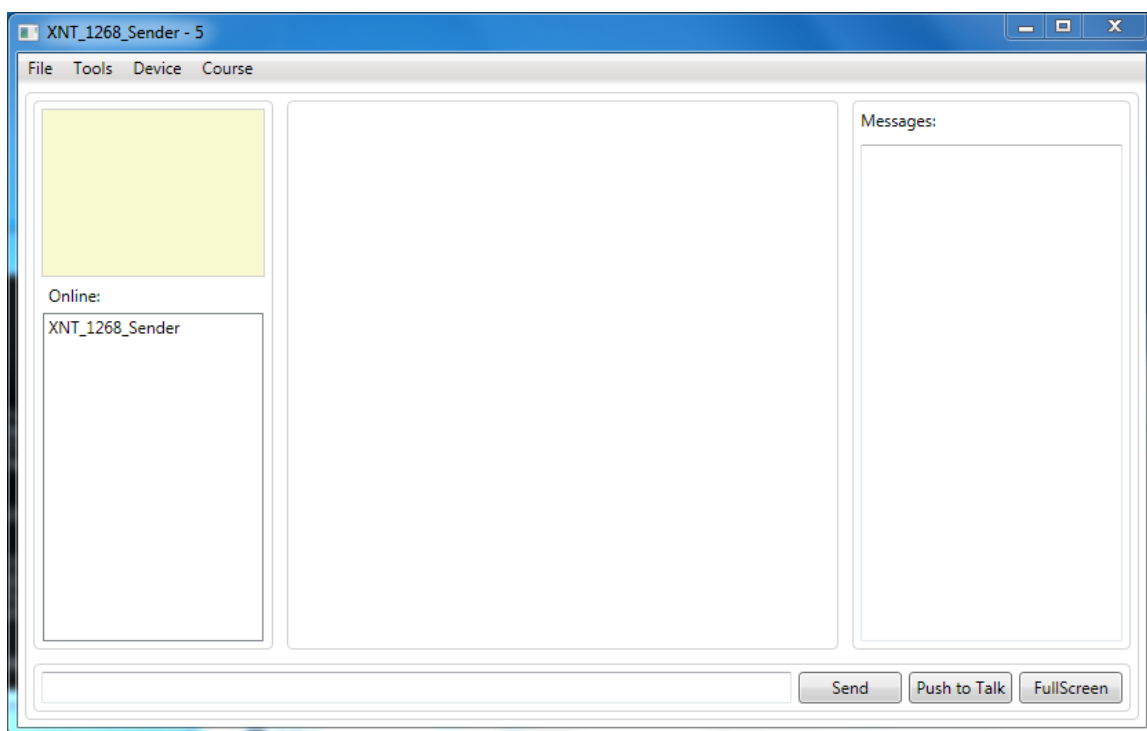 XNT_1268_Sender - 5
File Tools Device Course
Messages:
Online:
XNT_1268_Sender
Send Push to Talk FullScreen